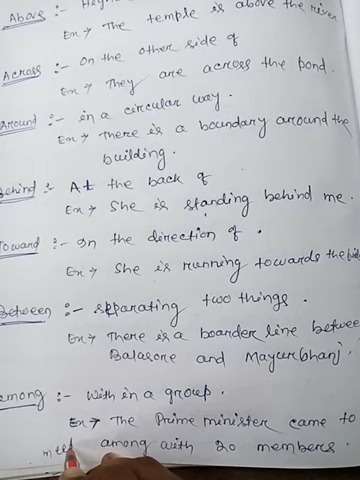 Above :-
Ex → The temple is above the river
Across :- on the other side of
Ex → They are across the pond.
Around :- in a circular way.
Ex → There is a boundary around the
building.
Behind :- At the back of
Ex → She is standing behind me.
Toward :- In the direction of.
Ex → She is running towards the
Between :- separating two things.
Ex → There is a boarder line betwee
Balasore and Mayurbhanj.
among :- with in a group.
Ex → The Prime minister came to
among with 20 members.